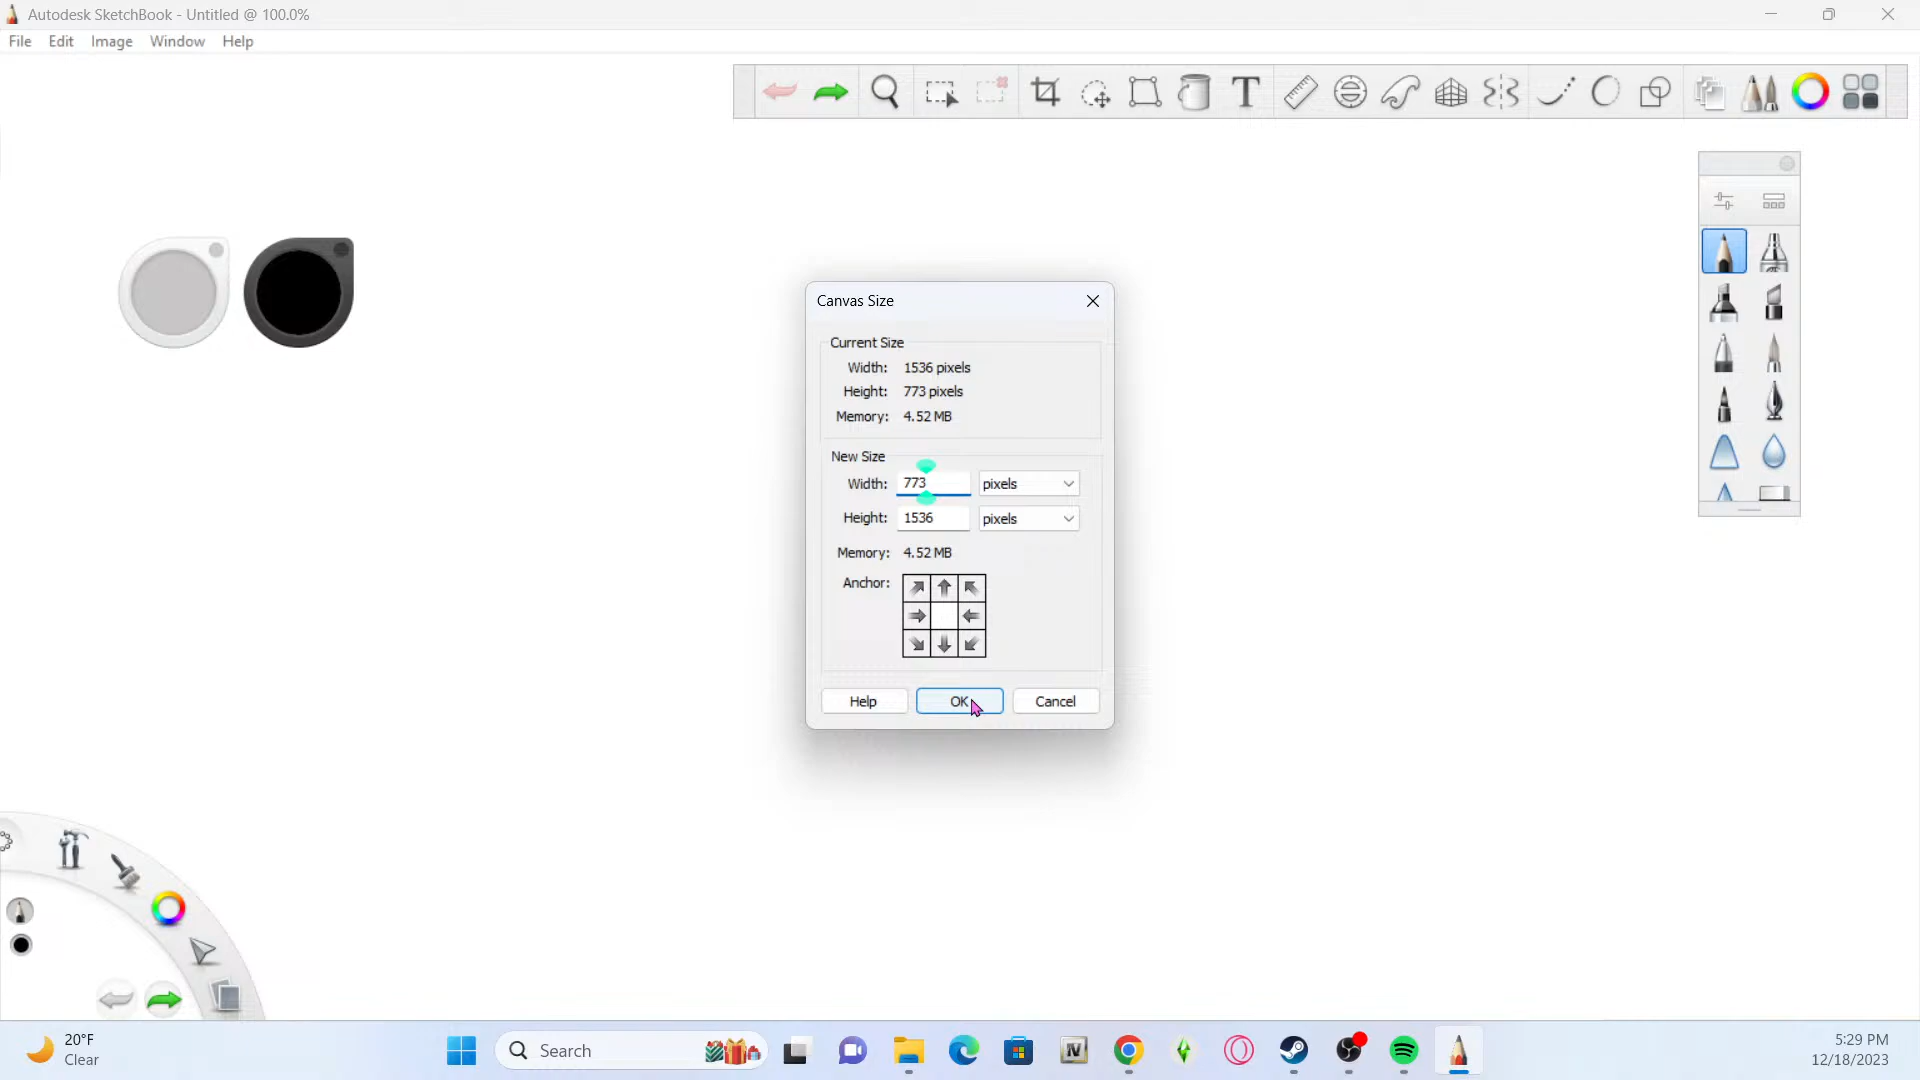 Autodesk SketchBook - Untitled @ 100.0%
File Edit Image Window Help
T
Canvas Size
Current Size
Width: 1536 pixels
Height: 773 pixels
Memory: 4.52 MB
New Size
Width: 773 pixels
Height: 1536 pixels
Memory: 4.52 MB
Anchor:
Help OK Cancel
20°F
Clear
Search
IV
5:29 PM
12/18/2023